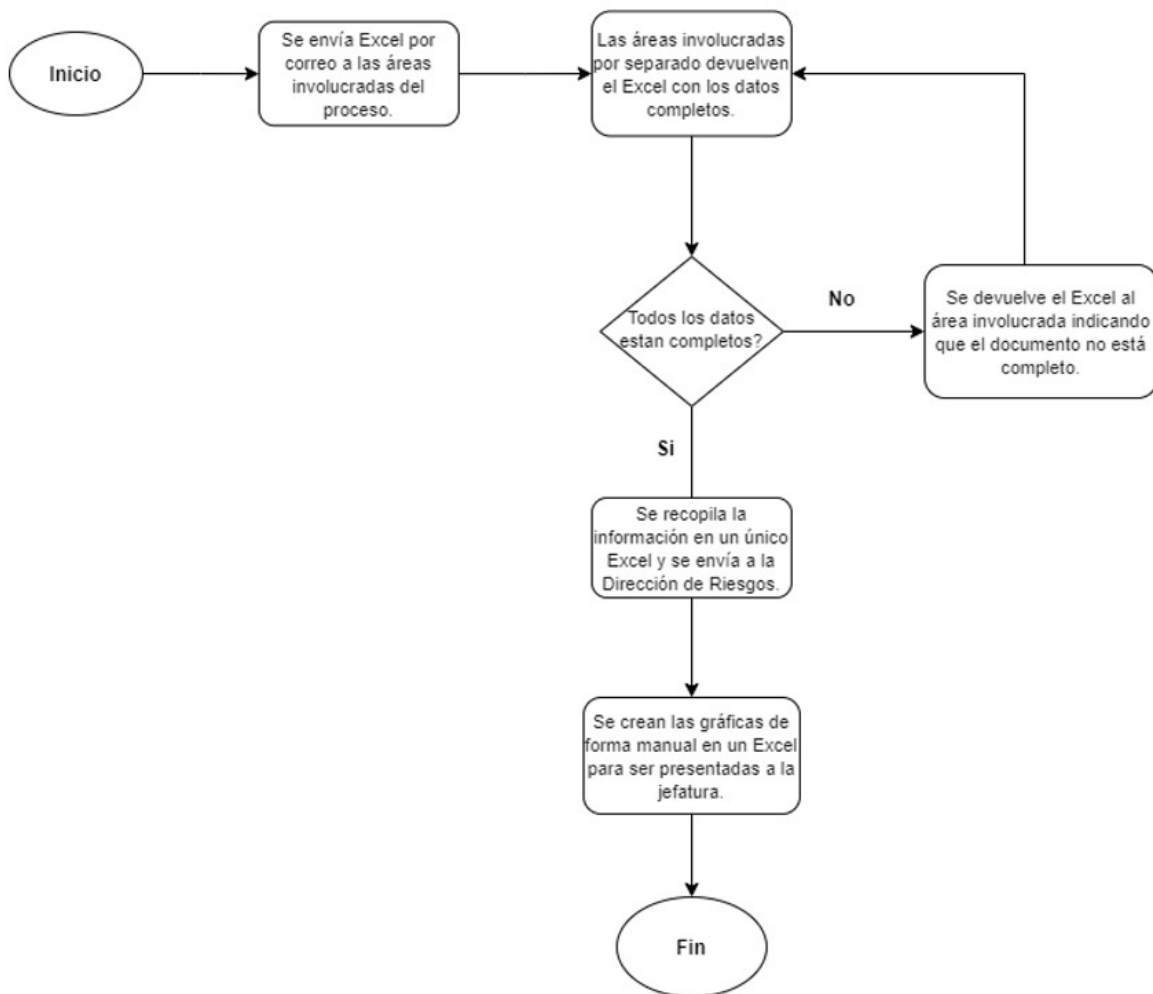 Inicio
Se envía Excel por
correo a las áreas
involucradas del
proceso.
Las áreas involucradas
por separado devuelven
el Excel con los datos
completos.
Todos los datos
estan completos?
No
Se devuelve el Excel al
área involucrada indicando
que el documento no está
completo.
Si
Se recopila la
información en un único
Excel y se envía a la
Dirección de Riesgos.
Se crean las gráficas de
forma manual en un Excel
para ser presentadas a la
jefatura.
Fin